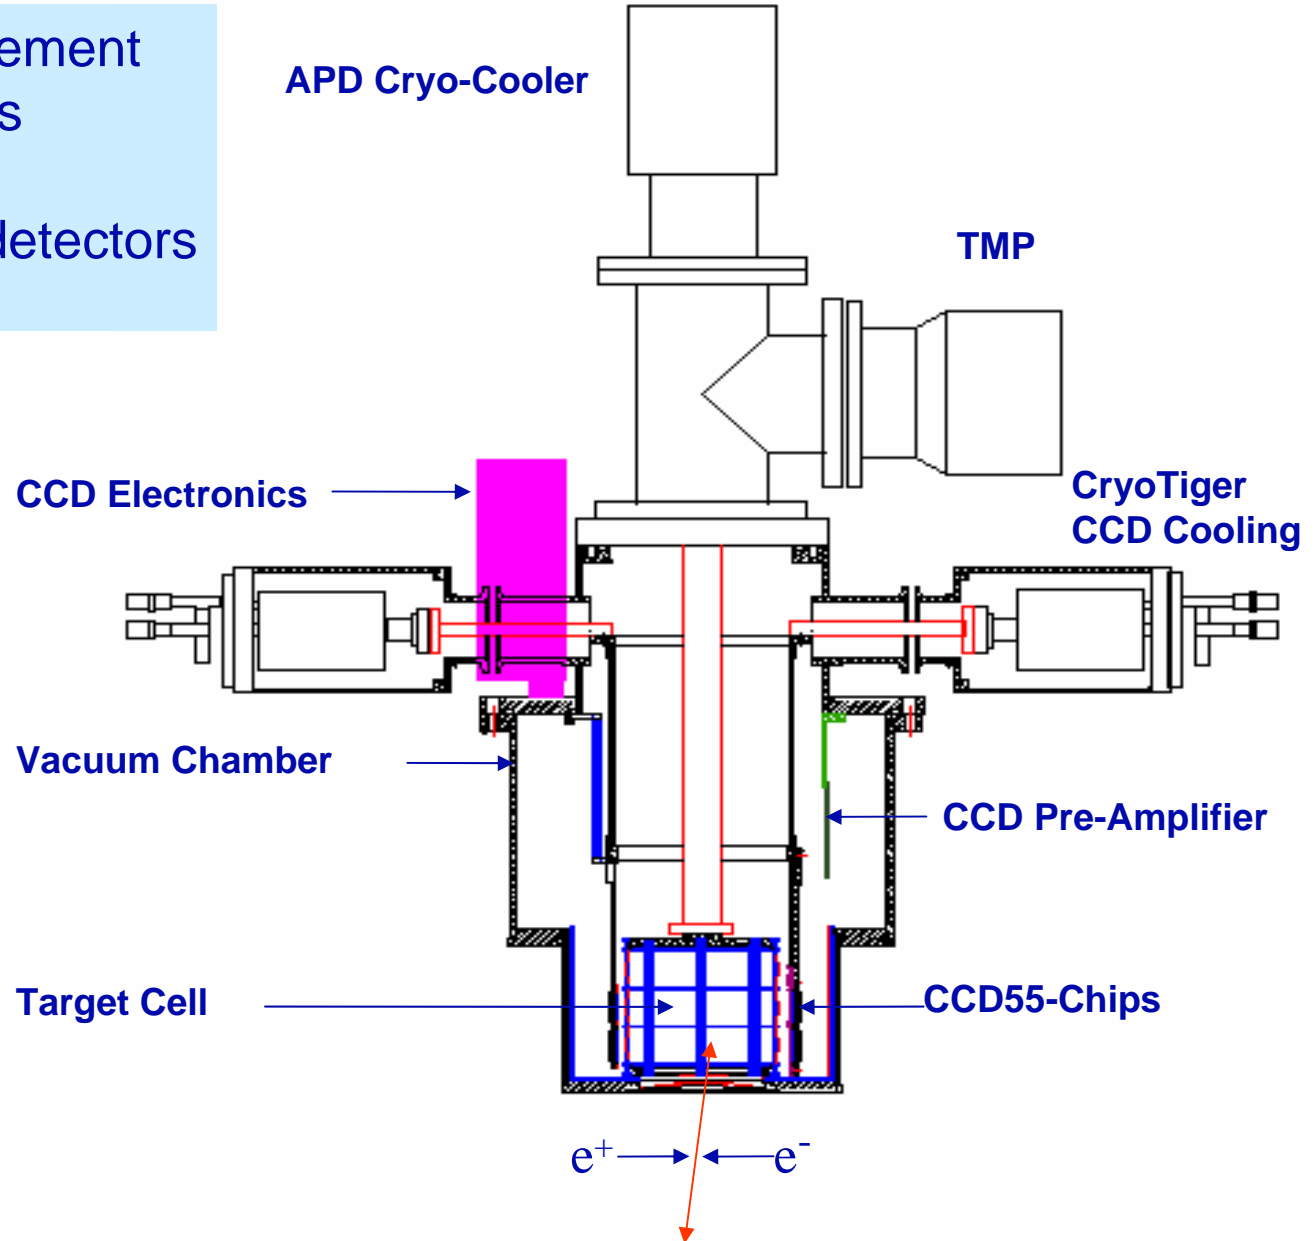 ement
s
detectors
APD Cryo-Cooler
TMP
CCD Electronics
CryoTiger
CCD Cooling
Vacuum Chamber
CCD Pre-Amplifier
Target Cell
CCD55-Chips
e⁺ e⁻